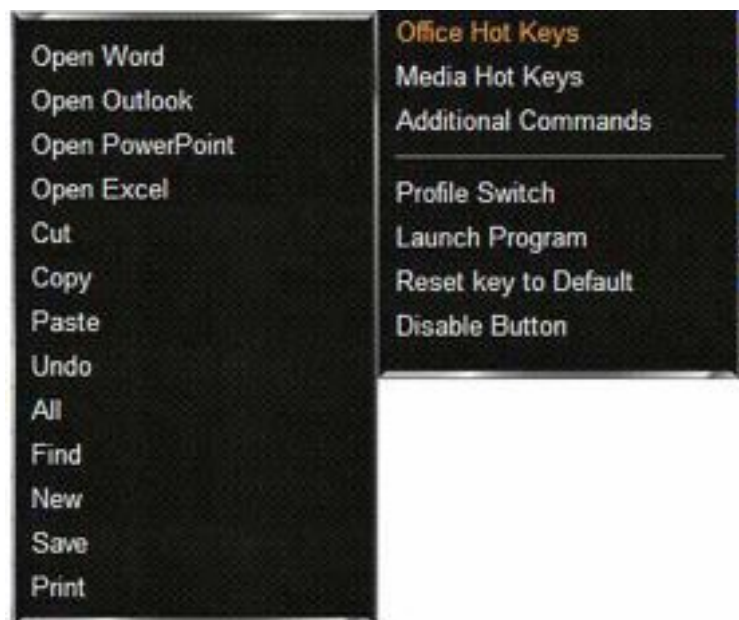 Open Word
Open Outlook
Open PowerPoint
Open Excel
Cut
Copy
Paste
Undo
All
Find
New
Save
Print
Office Hot Keys
Media Hot Keys
Additional Commands
Profile Switch
Launch Program
Reset key to Default
Disable Button